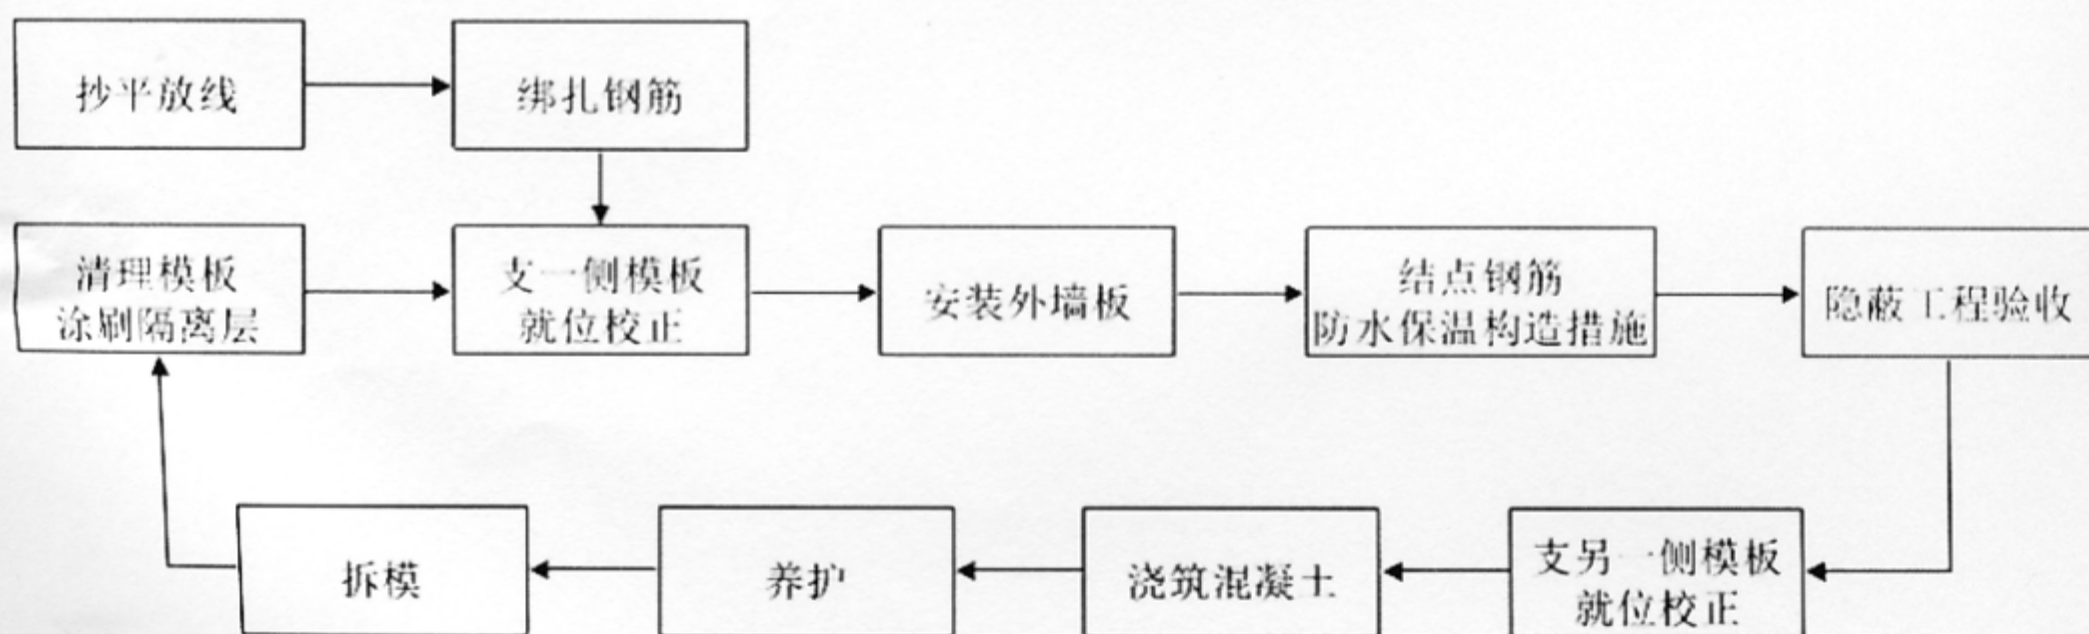 抄平放线
绑扎钢筋
清理模板
涂刷隔离层
支一侧模板
就位校正
安装外墙板
结点钢筋
防水保温构造措施
隐蔽工程验收
拆模
养护
浇筑混凝土
支另一侧模板
就位校正